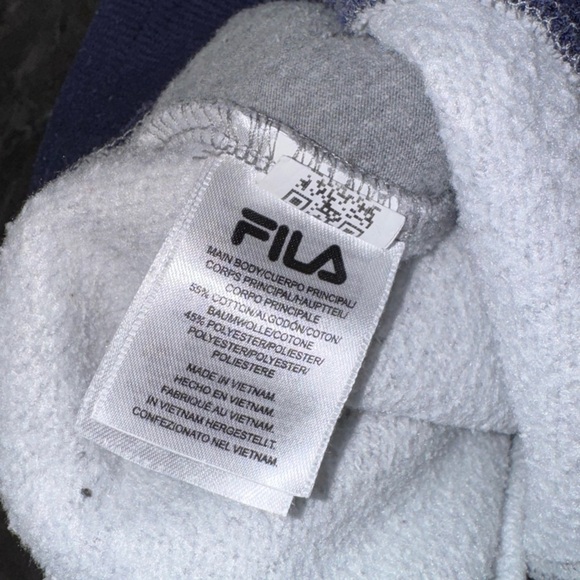 FILA
MAIN BODY/CUERPO PRINCIPAL/
CORPS PRINCIPAL/HAUPTTEIL/
CORPO PRINCIPALE
55% COTTON/ALGODÓN/COTON/
BAUMWOLLE/COTONE
45% POLYESTER/POLIESTER/
POLYESTER/POLYESTER/
POLIESTERE
MADE IN VIETNAM.
HECHO EN VIETNAM.
FABRIQUÉ AU VIETNAM.
IN VIETNAM HERGESTELLT.
CONFEZIONATO NEL VIETNAM.